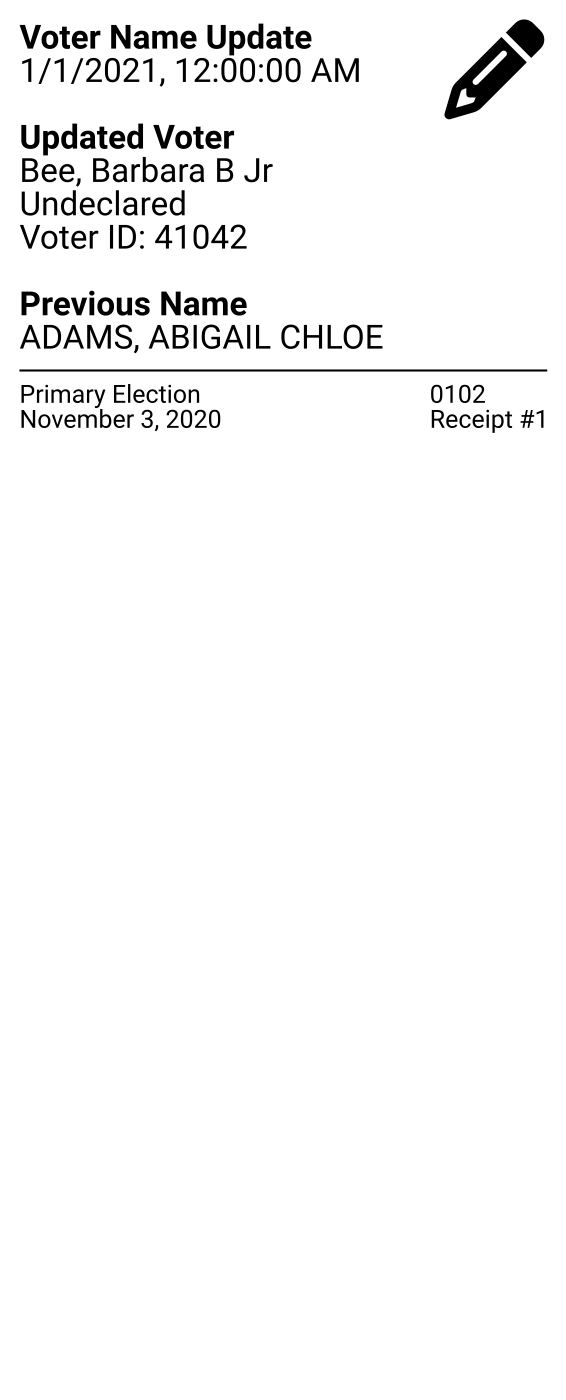 Voter Name Update
1/1/2021, 12:00:00 AM
Updated Voter
Bee, Barbara B Jr
Undeclared
Voter ID: 41042
Previous Name
ADAMS, ABIGAIL CHLOE
Primary Election
November 3, 2020
0102
Receipt #1